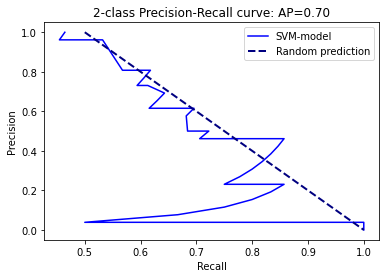 2-class Precision-Recall curve: AP=0.70
SVM-model
Random prediction
Precision
1.0
0.8
0.6
0.4
0.2
0.0
0.5
0.6
0.7
0.8
0.9
1.0
Recall